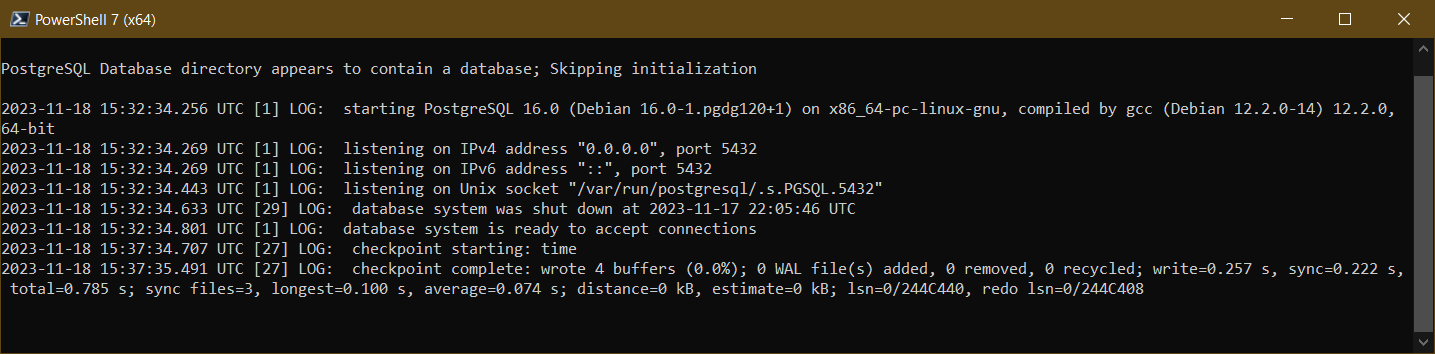 PowerShell 7 (x64)
PostgreSQL Database directory appears to contain a database; Skipping initialization
2023-11-18 15:32:34.256 UTC [1] LOG:  starting PostgreSQL 16.0 (Debian 16.0-1.pgdg120+1) on x86_64-pc-linux-gnu, compiled by gcc (Debian 12.2.0-14) 12.2.0,
64-bit
2023-11-18 15:32:34.269 UTC [1] LOG:  listening on IPv4 address "0.0.0.0", port 5432
2023-11-18 15:32:34.269 UTC [1] LOG:  listening on IPv6 address "::", port 5432
2023-11-18 15:32:34.443 UTC [1] LOG:  listening on Unix socket "/var/run/postgresql/.s.PGSQL.5432"
2023-11-18 15:32:34.633 UTC [29] LOG:  database system was shut down at 2023-11-17 22:05:46 UTC
2023-11-18 15:32:34.801 UTC [1] LOG:  database system is ready to accept connections
2023-11-18 15:37:34.707 UTC [27] LOG:  checkpoint starting: time
2023-11-18 15:37:35.491 UTC [27] LOG:  checkpoint complete: wrote 4 buffers (0.0%); 0 WAL file(s) added, 0 removed, 0 recycled; write=0.257 s, sync=0.222 s,
 total=0.785 s; sync files=3, longest=0.100 s, average=0.074 s; distance=0 kB, estimate=0 kB; lsn=0/244C440, redo lsn=0/244C408